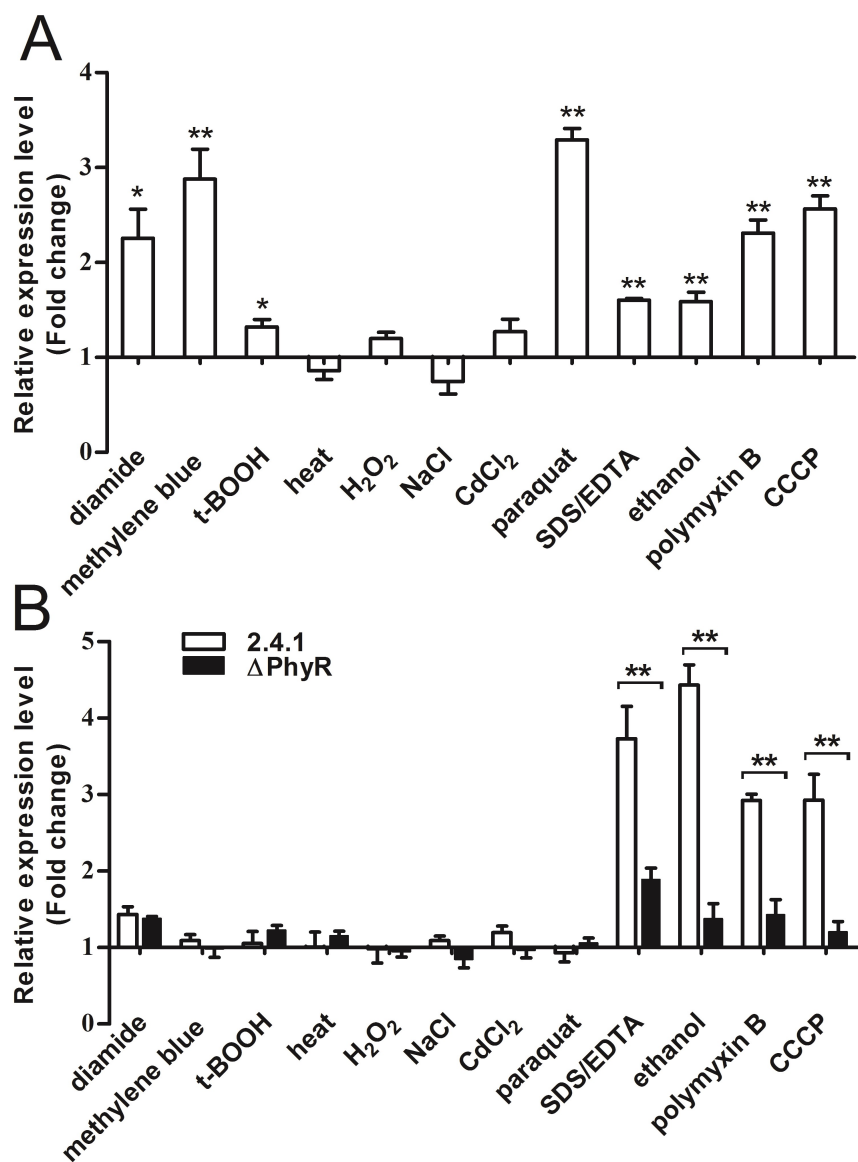 A
Relative expression level
(Fold change)
4
3
2
1
0
*
**
*
**
**
**
**
**
diamide
methylene blue
t-BOOH
heat
H₂O₂
NaCl
CdCl₂
paraquat
SDS/EDTA
ethanol
polymyxin B
CCCP
B
Relative expression level
(Fold change)
5
4
3
2
1
0
2.4.1
ΔPhyR
**
**
**
**
diamide
methylene blue
t-BOOH
heat
H₂O₂
NaCl
CdCl₂
paraquat
SDS/EDTA
ethanol
polymyxin B
CCCP